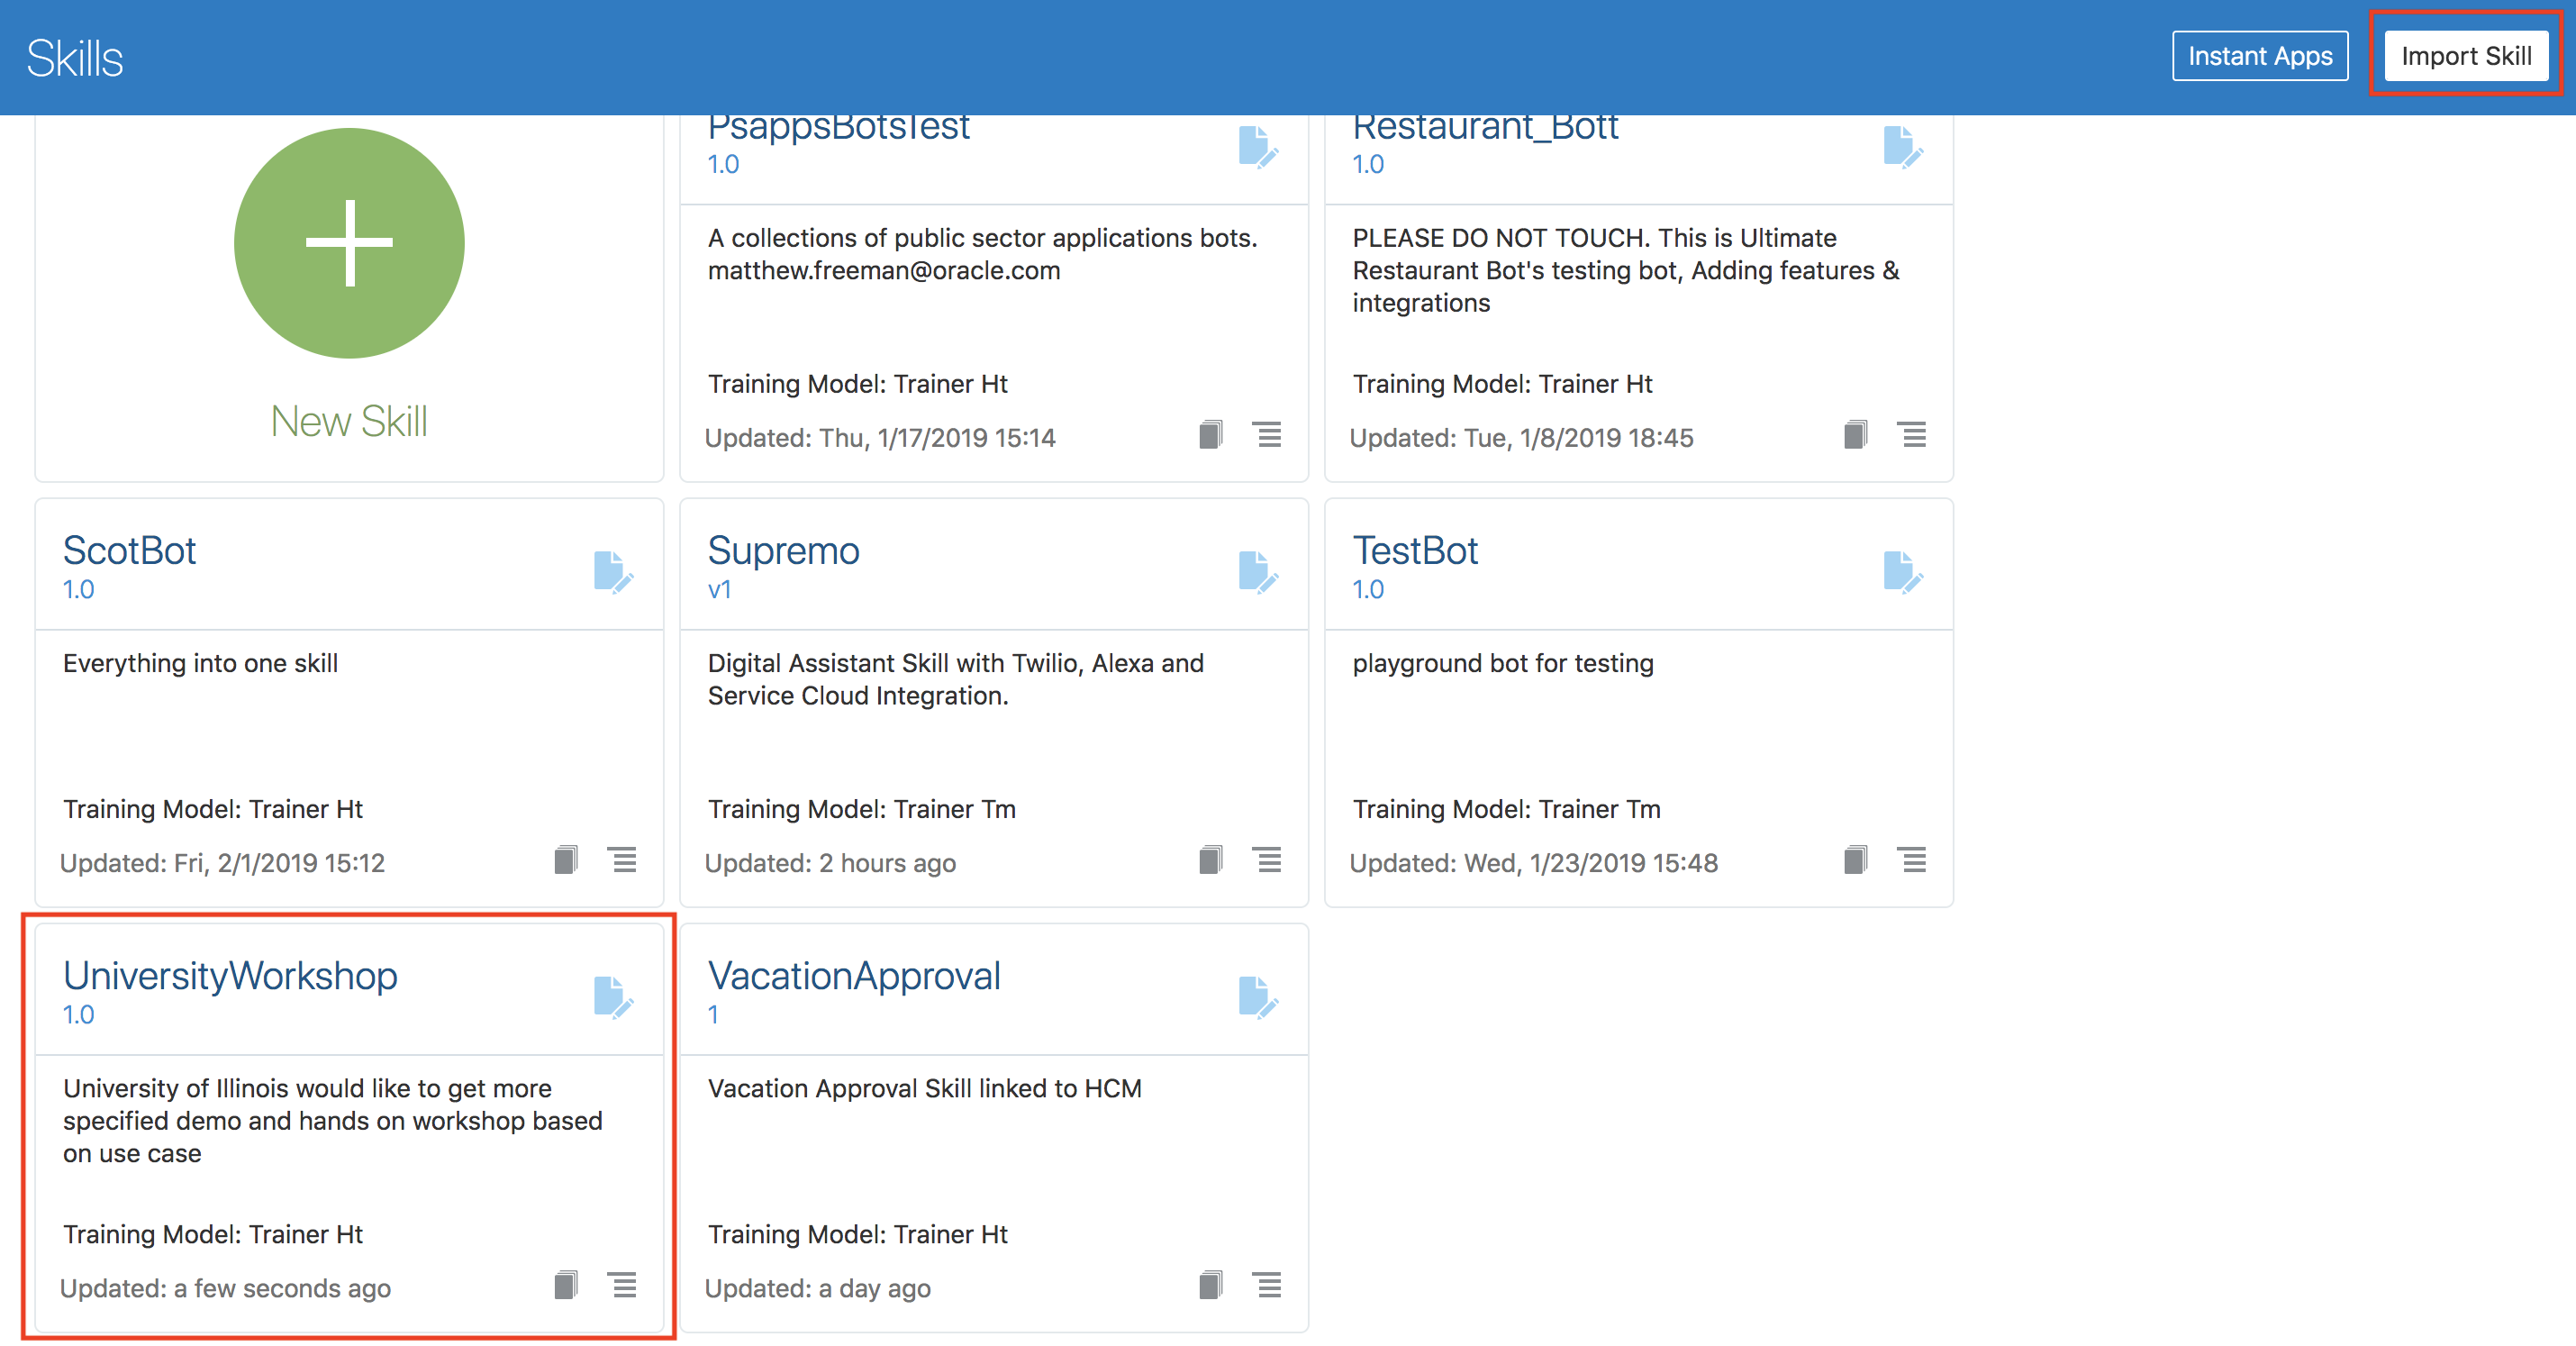 Skills
Instant Apps
Import Skill
New Skill
PsappsBotsTest
1.0
A collections of public sector applications bots.
matthew.freeman@oracle.com
Training Model: Trainer Ht
Updated: Thu, 1/17/2019 15:14
Restaurant_Bott
1.0
PLEASE DO NOT TOUCH. This is Ultimate
Restaurant Bot's testing bot, Adding features &
integrations
Training Model: Trainer Ht
Updated: Tue, 1/8/2019 18:45
ScotBot
1.0
Everything into one skill
Training Model: Trainer Ht
Updated: Fri, 2/1/2019 15:12
Supremo
v1
Digital Assistant Skill with Twilio, Alexa and
Service Cloud Integration.
Training Model: Trainer Tm
Updated: 2 hours ago
TestBot
1.0
playground bot for testing
Training Model: Trainer Tm
Updated: Wed, 1/23/2019 15:48
UniversityWorkshop
1.0
University of Illinois would like to get more
specified demo and hands on workshop based
on use case
Training Model: Trainer Ht
Updated: a few seconds ago
VacationApproval
1
Vacation Approval Skill linked to HCM
Training Model: Trainer Ht
Updated: a day ago